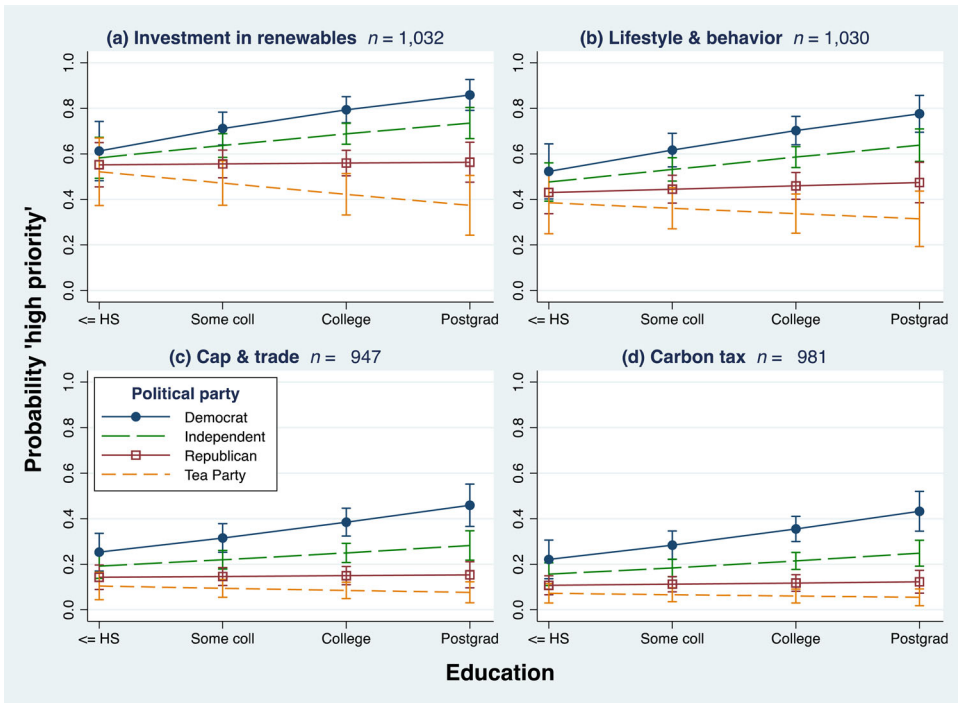 (a) Investment in renewables n = 1,032
(b) Lifestyle & behavior n = 1,030
1.0
0.8
0.6
0.4
0.2
0.0
<= HS Some coll College Postgrad
1.0
0.8
0.6
0.4
0.2
0.0
<= HS Some coll College Postgrad
Probability 'high priority'
(c) Cap & trade n = 947
(d) Carbon tax n = 981
1.0
0.8
0.6
0.4
0.2
0.0
Political party
Democrat
Independent
Republican
Tea Party
<= HS Some coll College Postgrad
1.0
0.8
0.6
0.4
0.2
0.0
<= HS Some coll College Postgrad
Education